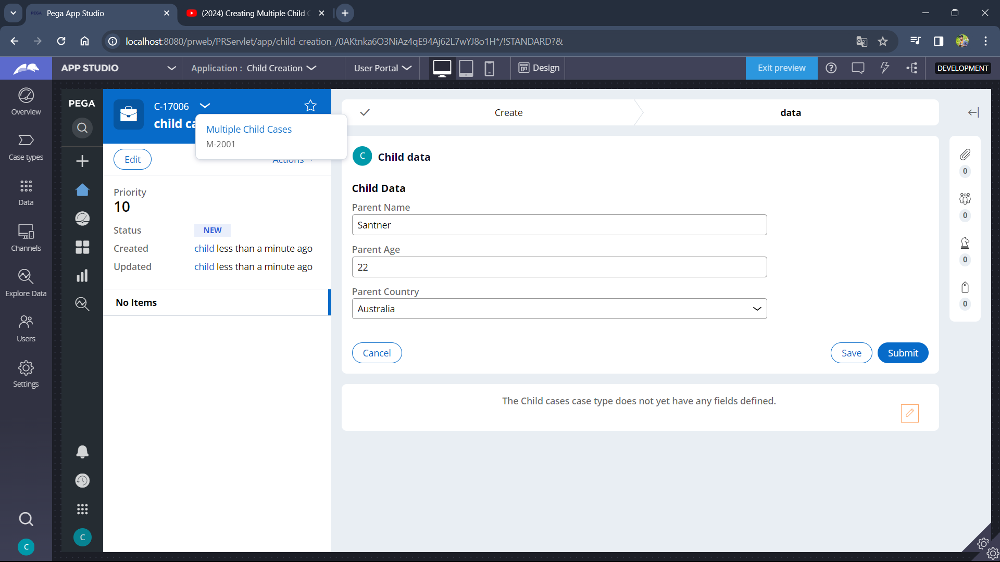 PEGA Pega App Studio
(2024) Creating Multiple Child C
localhost:8080/prweb/PRServlet/app/child-creation_/0AKtnka6O3NiAz4qE94Aj62L7wYJ8o1H*/!STANDARD?&
APP STUDIO
Application : Child Creation
User Portal
Design
Exit preview
DEVELOPMENT
Overview
Case types
Data
Channels
Explore Data
Users
Settings
C
PEGA
C
C-17006
child ca
Multiple Child Cases
M-2001
Edit
Actions
Priority
10
Status NEW
Created child less than a minute ago
Updated child less than a minute ago
No Items
Create
data
C Child data
Child Data
Parent Name
Santner
Parent Age
22
Parent Country
Australia
Cancel
Save
Submit
The Child cases case type does not yet have any fields defined.
0
0
0
0